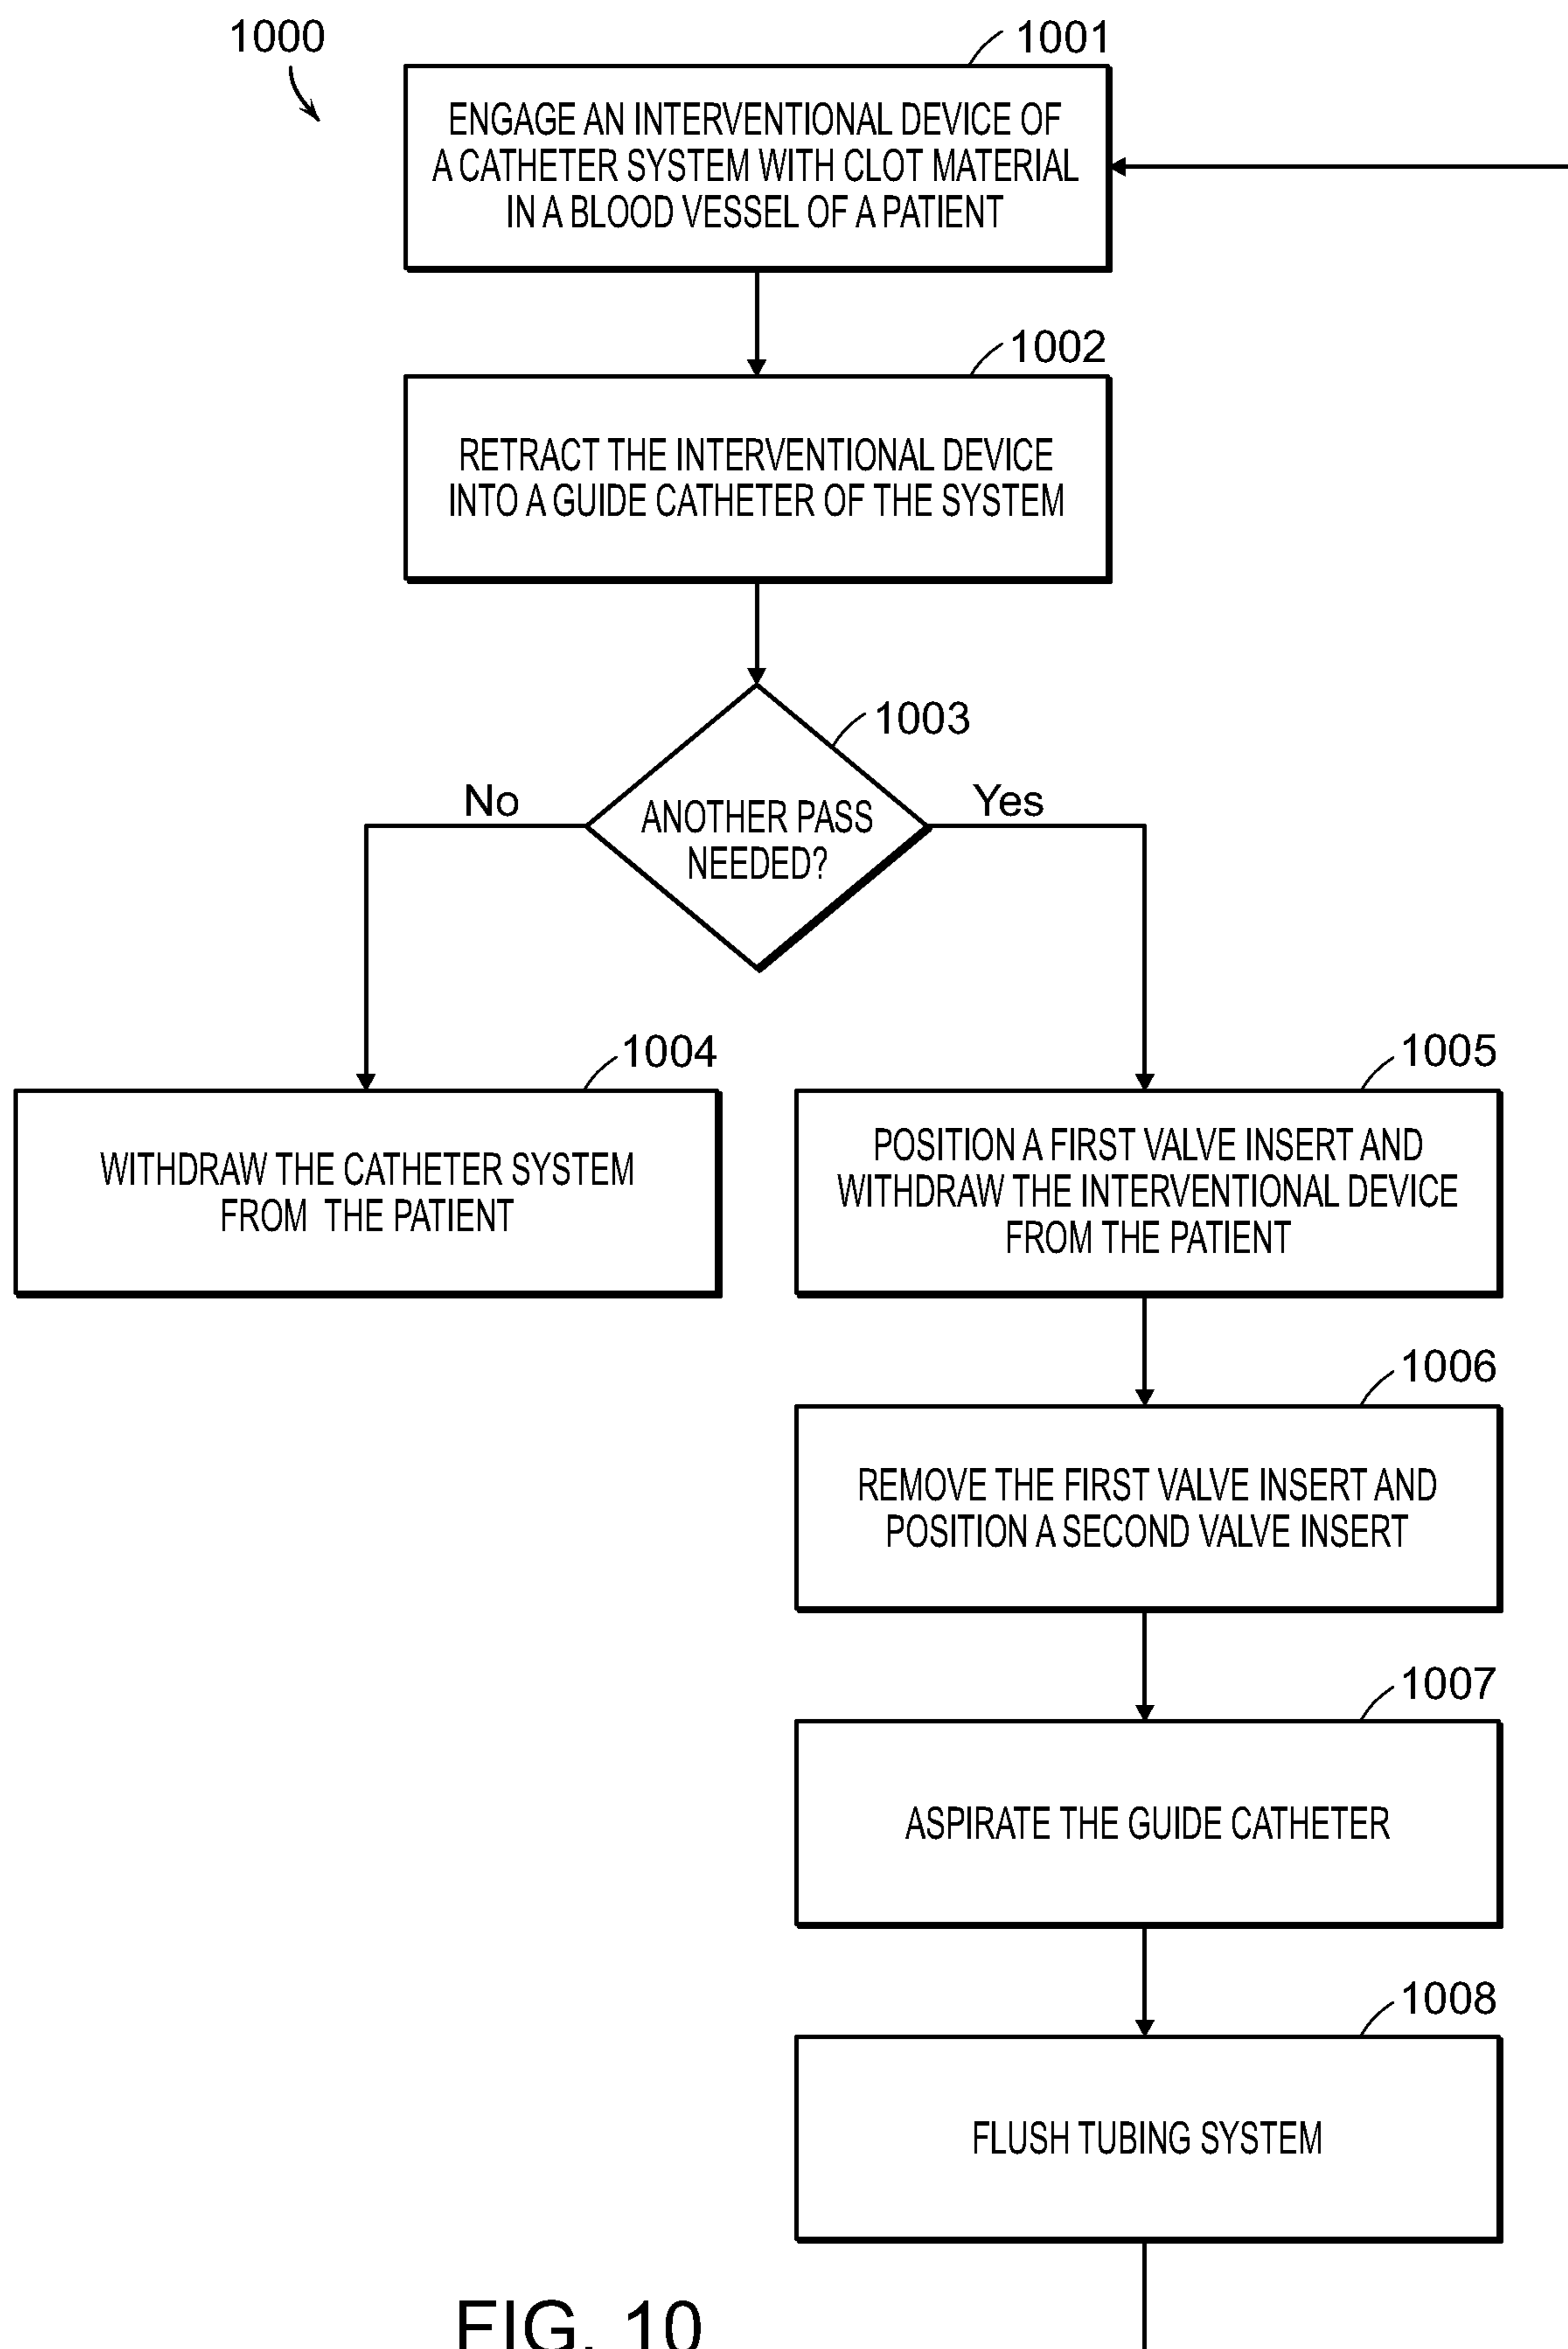 1000
1001
ENGAGE AN INTERVENTIONAL DEVICE OF
A CATHETER SYSTEM WITH CLOT MATERIAL
IN A BLOOD VESSEL OF A PATIENT
1002
RETRACT THE INTERVENTIONAL DEVICE
INTO A GUIDE CATHETER OF THE SYSTEM
1003
ANOTHER PASS
NEEDED?
No
Yes
1004
WITHDRAW THE CATHETER SYSTEM
FROM THE PATIENT
1005
POSITION A FIRST VALVE INSERT AND
WITHDRAW THE INTERVENTIONAL DEVICE
FROM THE PATIENT
1006
REMOVE THE FIRST VALVE INSERT AND
POSITION A SECOND VALVE INSERT
1007
ASPIRATE THE GUIDE CATHETER
1008
FLUSH TUBING SYSTEM
FIG. 10